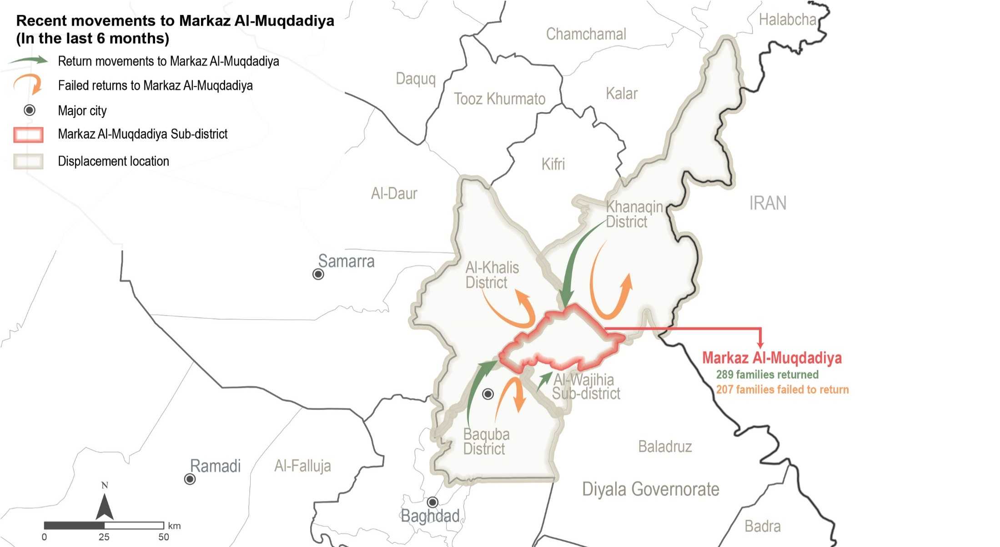 Recent movements to Markaz Al-Muqdadiya
(In the last 6 months)
Return movements to Markaz Al-Muqdadiya
Failed returns to Markaz Al-Muqdadiya
Major city
Markaz Al-Muqdadiya Sub-district
Displacement location
Halabcha
Chamchamal
Daquq
Kalar
Tooz Khurmato
Kifri
Al-Daur
IRAN
Khanaqin
District
Samarra
Al-Khalis
District
Markaz Al-Muqdadiya
289 families returned
207 families failed to return
Al-Wajihia
Sub-district
Baquba
District
Baladruz
Ramadi
Al-Falluja
Diyala Governorate
Baghdad
Badra
N
km
0 25 50